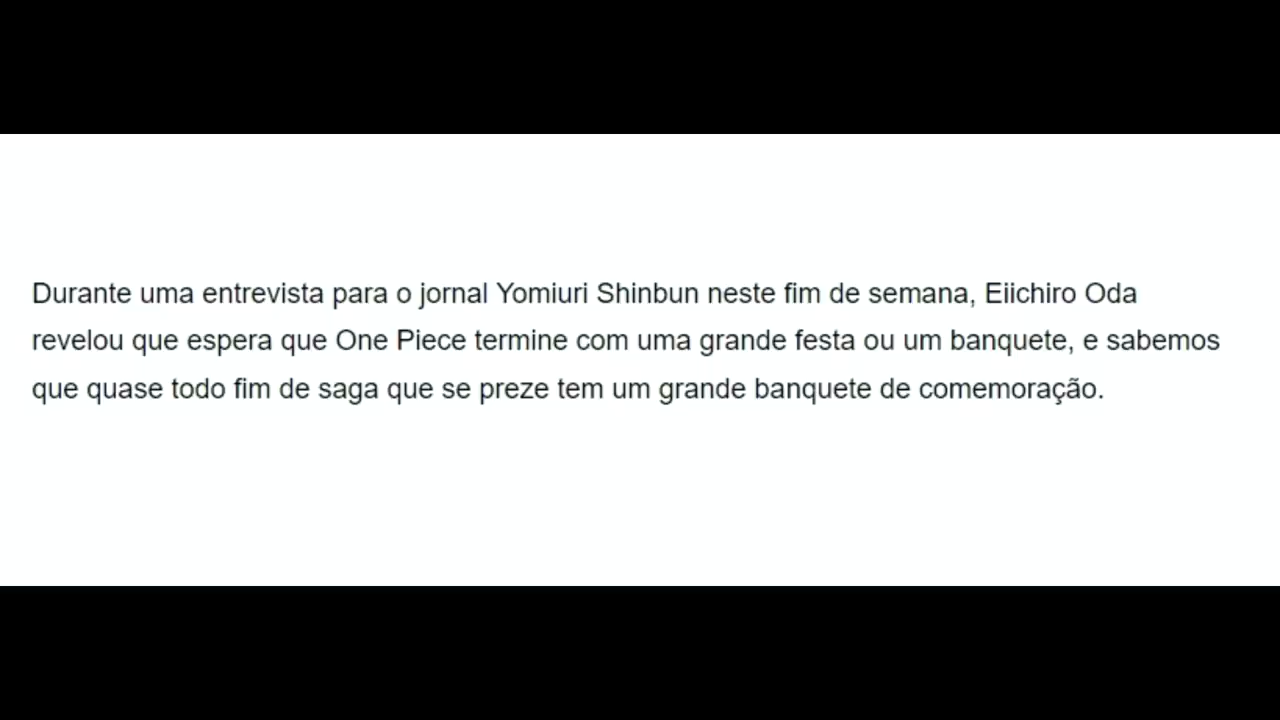 Durante uma entrevista para o jornal Yomiuri Shinbun neste fim de semana, Eiichiro Oda
revelou que espera que One Piece termine com uma grande festa ou um banquete, e sabemos
que quase todo fim de saga que se preze tem um grande banquete de comemoração.